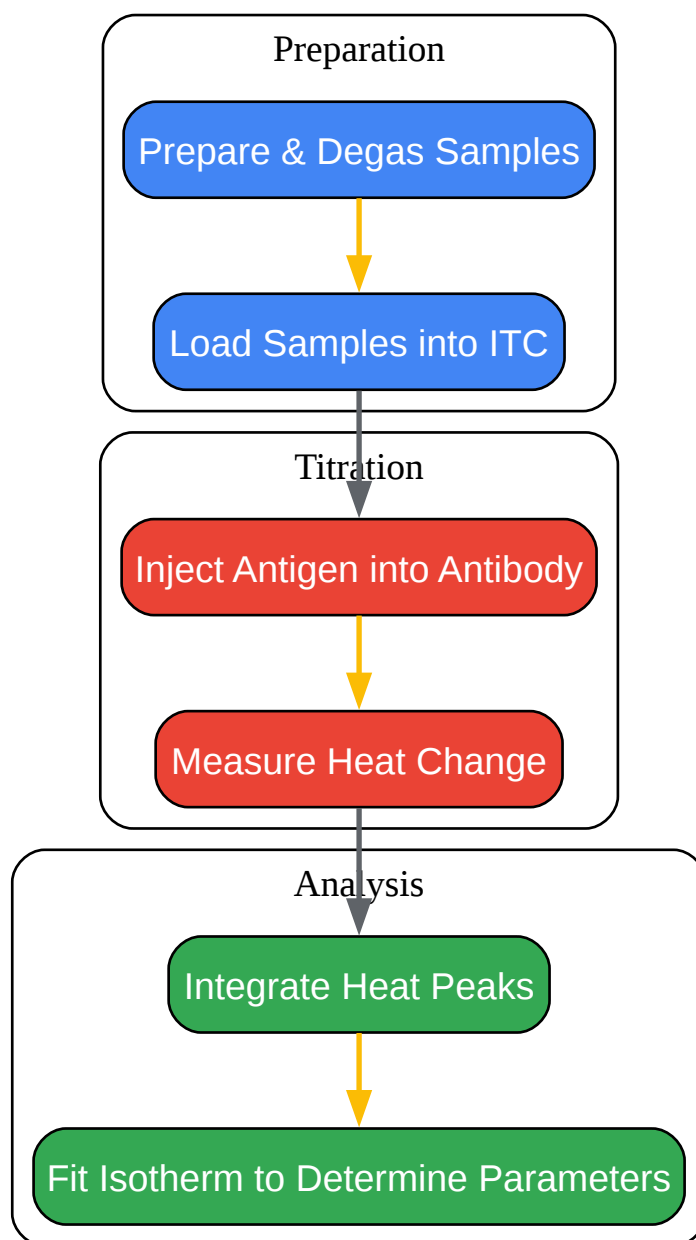 Preparation
Prepare & Degas Samples
Load Samples into ITC
Titration
Inject Antigen into Antibody
Measure Heat Change
Analysis
Integrate Heat Peaks
Fit Isotherm to Determine Parameters